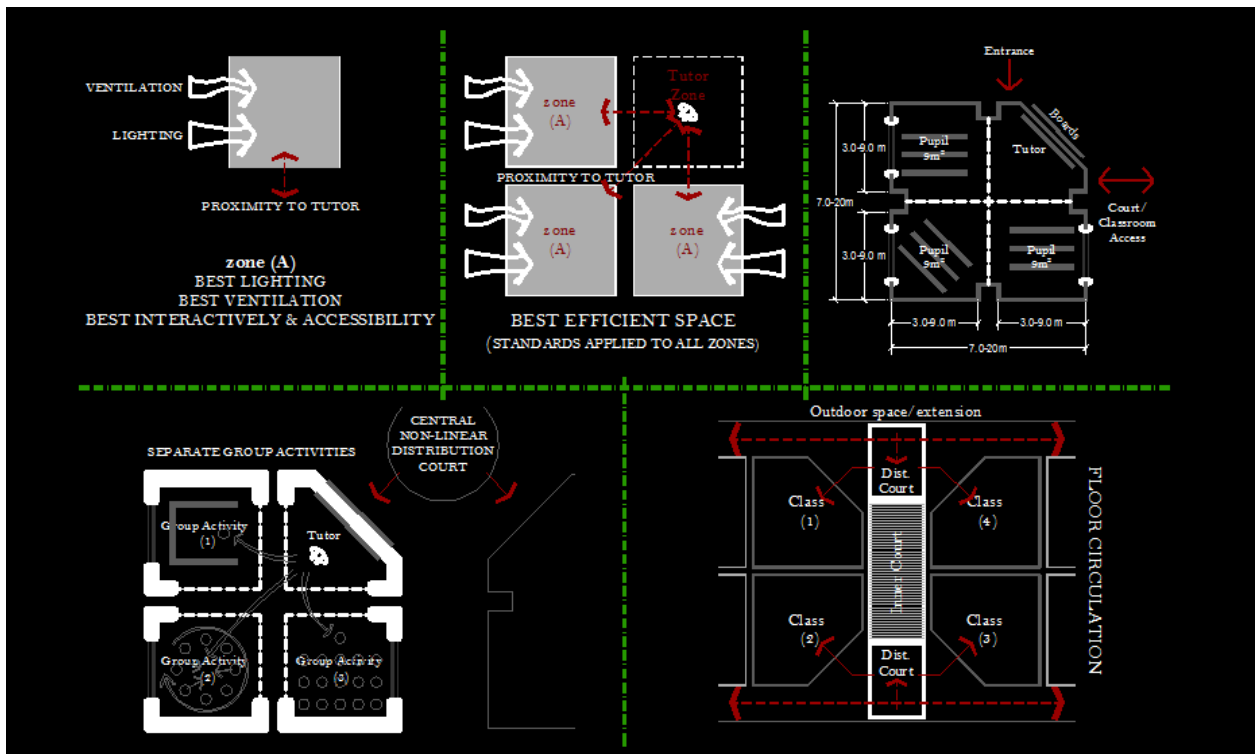 VENTILATION
LIGHTING
PROXIMITY TO TUTOR
zone (A)
BEST LIGHTING
BEST VENTILATION
BEST INTERACTIVELY & ACCESSIBILITY
zone
(A)
Tutor
Zone
PROXIMITY TO TUTOR
zone
(A)
zone
(A)
BEST EFFICIENT SPACE
(STANDARDS APPLIED TO ALL ZONES)
Entrance
Boards
Pupil
9m²
Tutor
3.0-9.0 m
7.0-20m
3.0-9.0 m
Court/
Classroom
Access
Pupil
9m²
Pupil
9m²
3.0-9.0 m
3.0-9.0 m
7.0-20m
SEPARATE GROUP ACTIVITIES
CENTRAL
NON-LINEAR
DISTRIBUTION
COURT
Group Activity
(1)
Tutor
Group Activity
(2)
Group Activity
(3)
Outdoor space/extension
Dist.
Court
Class
(1)
Class
(4)
Inner Court
Class
(2)
Class
(3)
Dist.
Court
FLOOR CIRCULATION